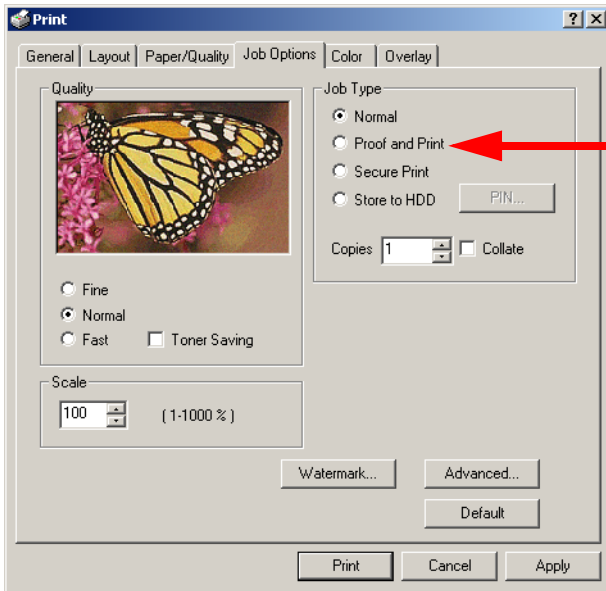 Print
General Layout Paper/Quality Job Options Color Overlay
Quality
Fine
Normal
Fast Toner Saving
Scale
100 (1-1000 %)
Job Type
Normal
Proof and Print
Secure Print
Store to HDD PIN...
Copies 1 Collate
Watermark... Advanced...
Default
Print Cancel Apply